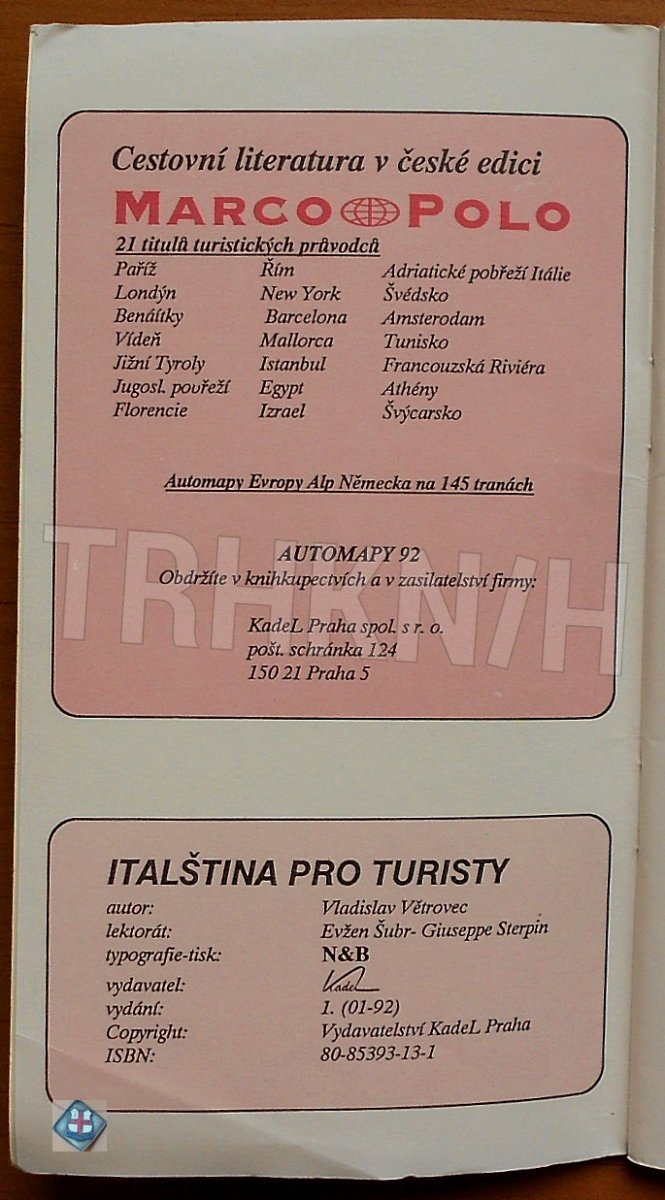 Cestovní literatura v české edici
MARCO POLO
21 titulů turistických průvodců
Paříž Řím Adriatické pobřeží Itálie
Londýn New York Švédsko
Benáítky Barcelona Amsterodam
Vídeň Mallorca Tunisko
Jižní Tyroly Istanbul Francouzská Riviéra
Jugosl. pouřeží Egypt Athény
Florencie Izrael Švýcarsko
Automapy Evropy Alp Německa na 145 tranách
TRHKN/H
AUTOMAPY 92
Obdržíte v knihkupectvích a v zasilatelství firmy:
KadeL Praha spol. s r. o.
pošt. schránka 124
150 21 Praha 5
ITALŠTINA PRO TURISTY
autor: Vladislav Větrovec
lektorát: Evžen Šubr- Giuseppe Sterpin
typografie-tisk: N&B
vydavatel: KadeL
vydání: 1. (01-92)
Copyright: Vydavatelství KadeL Praha
ISBN: 80-85393-13-1